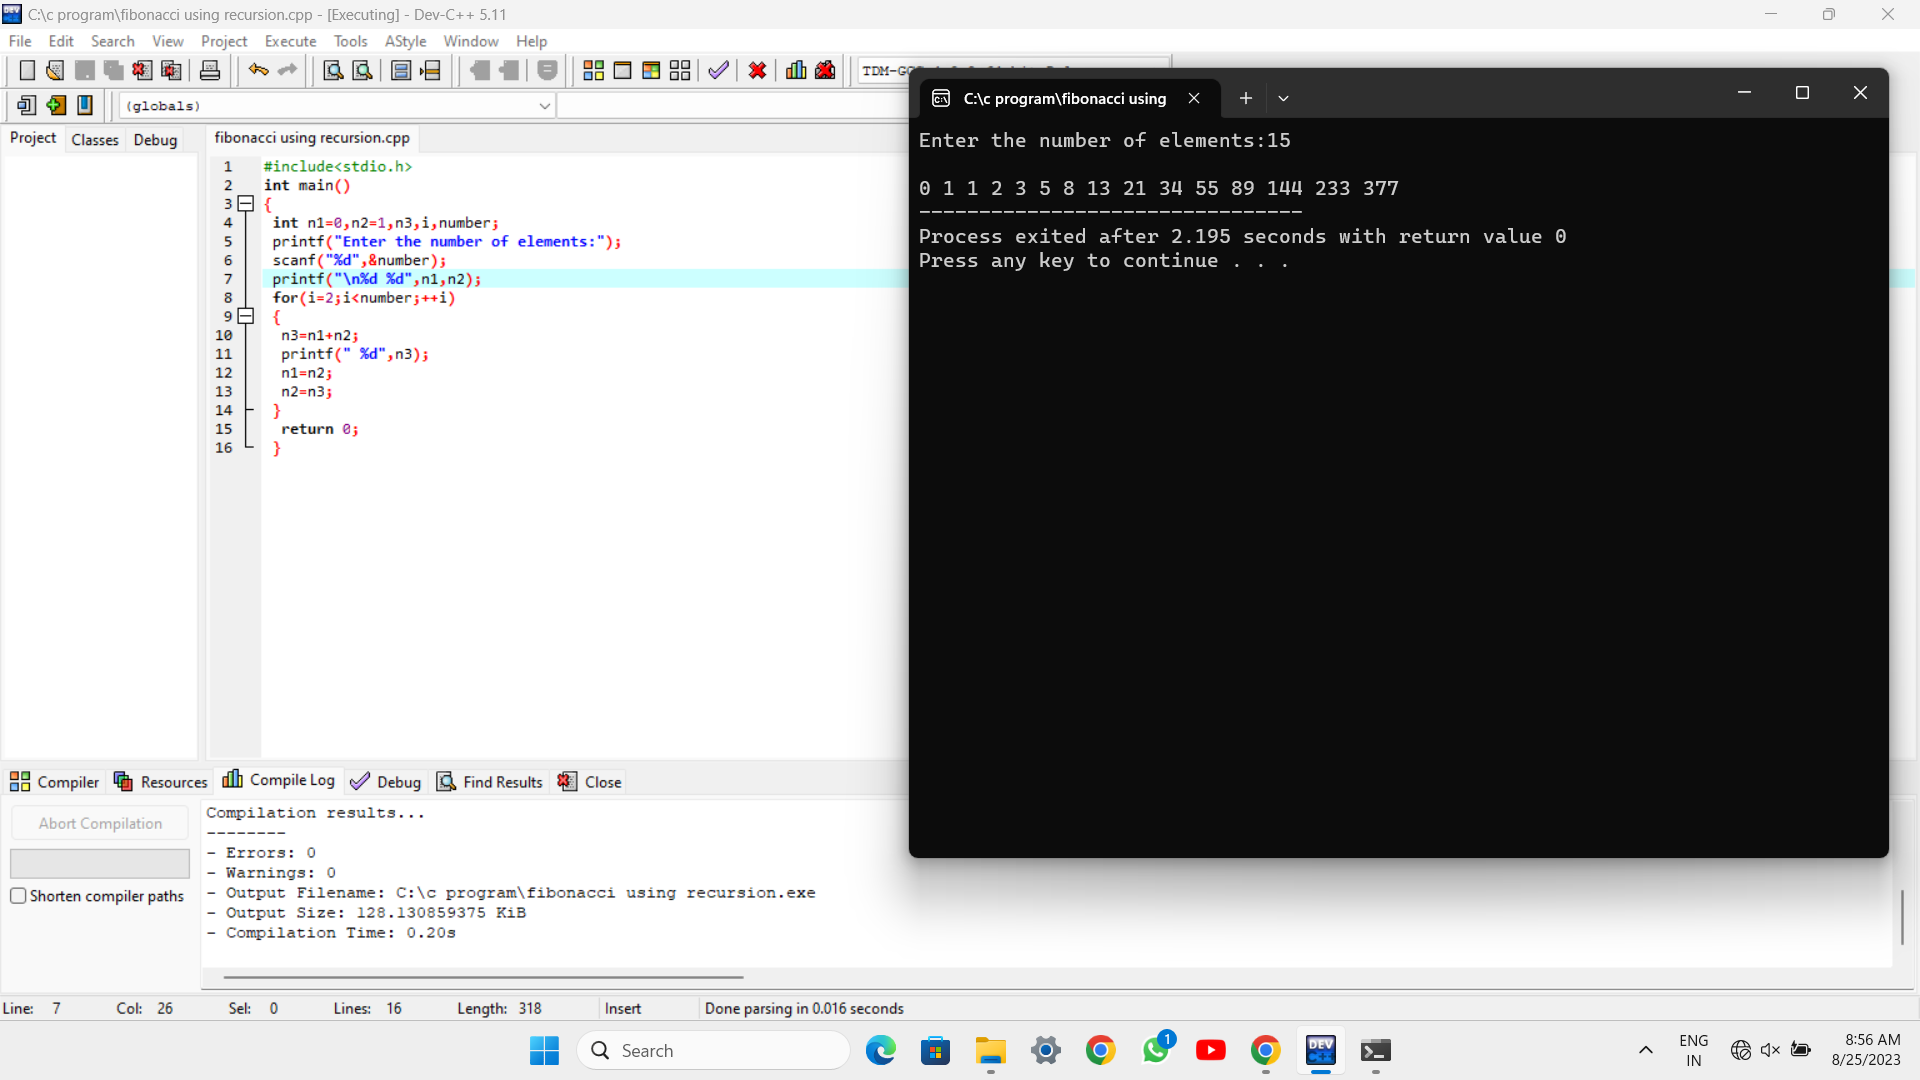 C:\c program\fibonacci using recursion.cpp - [Executing] - Dev-C++ 5.11
File Edit Search View Project Execute Tools AStyle Window Help
(globals)
Project Classes Debug
fibonacci using recursion.cpp
1 #include<stdio.h>
2 int main()
3 {
4 int n1=0,n2=1,n3,i,number;
5 printf("Enter the number of elements:");
6 scanf("%d",&number);
7 printf("\n%d %d",n1,n2);
8 for(i=2;i<number;++i)
9 {
10 n3=n1+n2;
11 printf(" %d",n3);
12 n1=n2;
13 n2=n3;
14 }
15 return 0;
16 }
C:\c program\fibonacci using
Enter the number of elements:15
0 1 1 2 3 5 8 13 21 34 55 89 144 233 377
--------------------------------
Process exited after 2.195 seconds with return value 0
Press any key to continue . . .
Compiler Resources Compile Log Debug Find Results Close
Abort Compilation
Shorten compiler paths
Compilation results...
--------
- Errors: 0
- Warnings: 0
- Output Filename: C:\c program\fibonacci using recursion.exe
- Output Size: 128.130859375 KiB
- Compilation Time: 0.20s
Line: 7 Col: 26 Sel: 0 Lines: 16 Length: 318 Insert Done parsing in 0.016 seconds
Search
1
DEV
ENG
IN
8:56 AM
8/25/2023